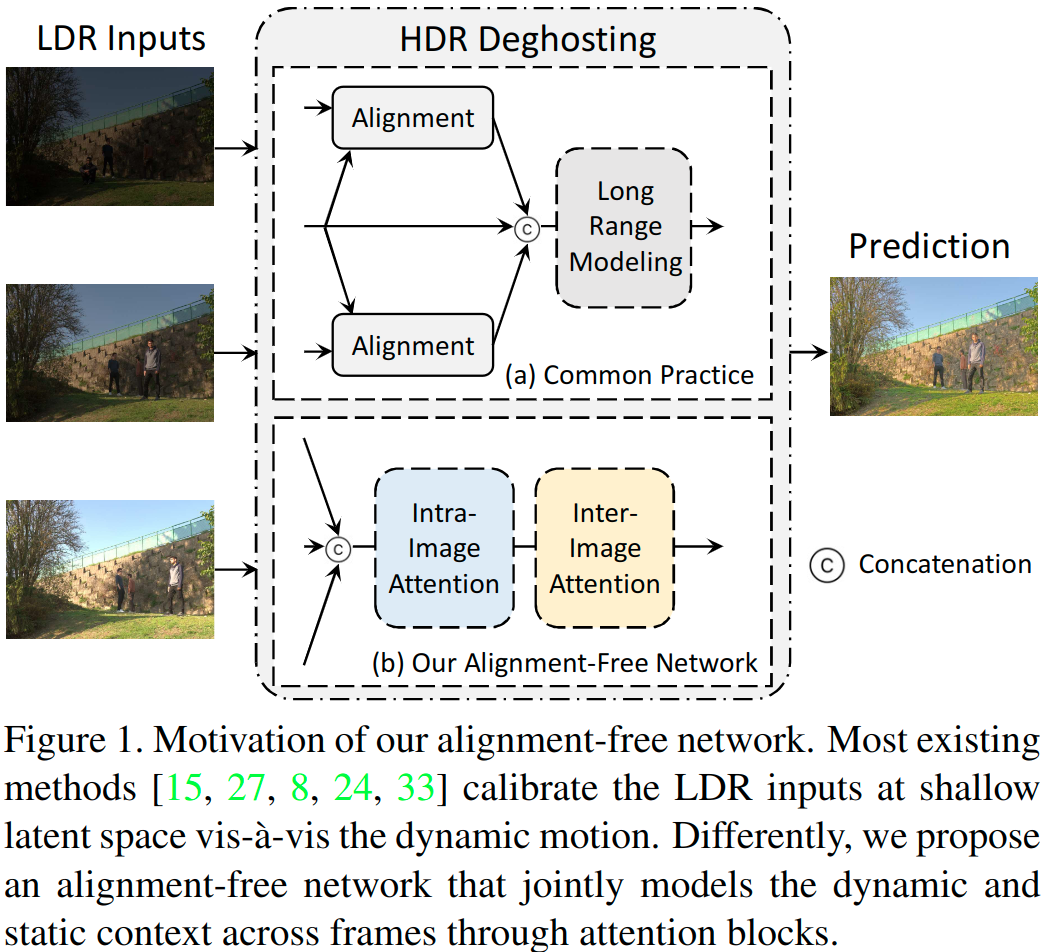 LDR Inputs
HDR Deghosting
Alignment
C
Long
Range
Modeling
Alignment
(a) Common Practice
Prediction
C
Intra-
Image
Attention
Inter-
Image
Attention
(b) Our Alignment-Free Network
C Concatenation
Figure 1. Motivation of our alignment-free network. Most existing
methods [15, 27, 8, 24, 33] calibrate the LDR inputs at shallow
latent space vis-à-vis the dynamic motion. Differently, we propose
an alignment-free network that jointly models the dynamic and
static context across frames through attention blocks.